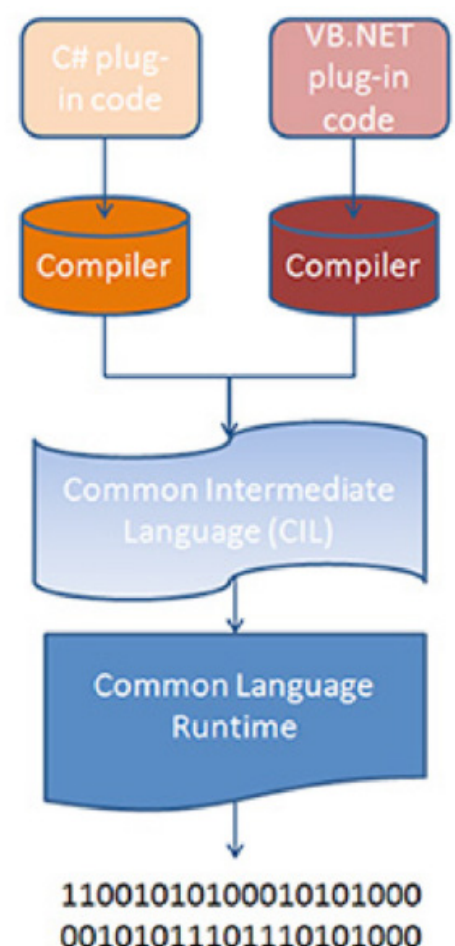 C# plug-
in code
VB.NET
plug-in
code
Compiler
Compiler
Common Intermediate
Language (CIL)
Common Language
Runtime
11001010100010101000
00101011101110101000